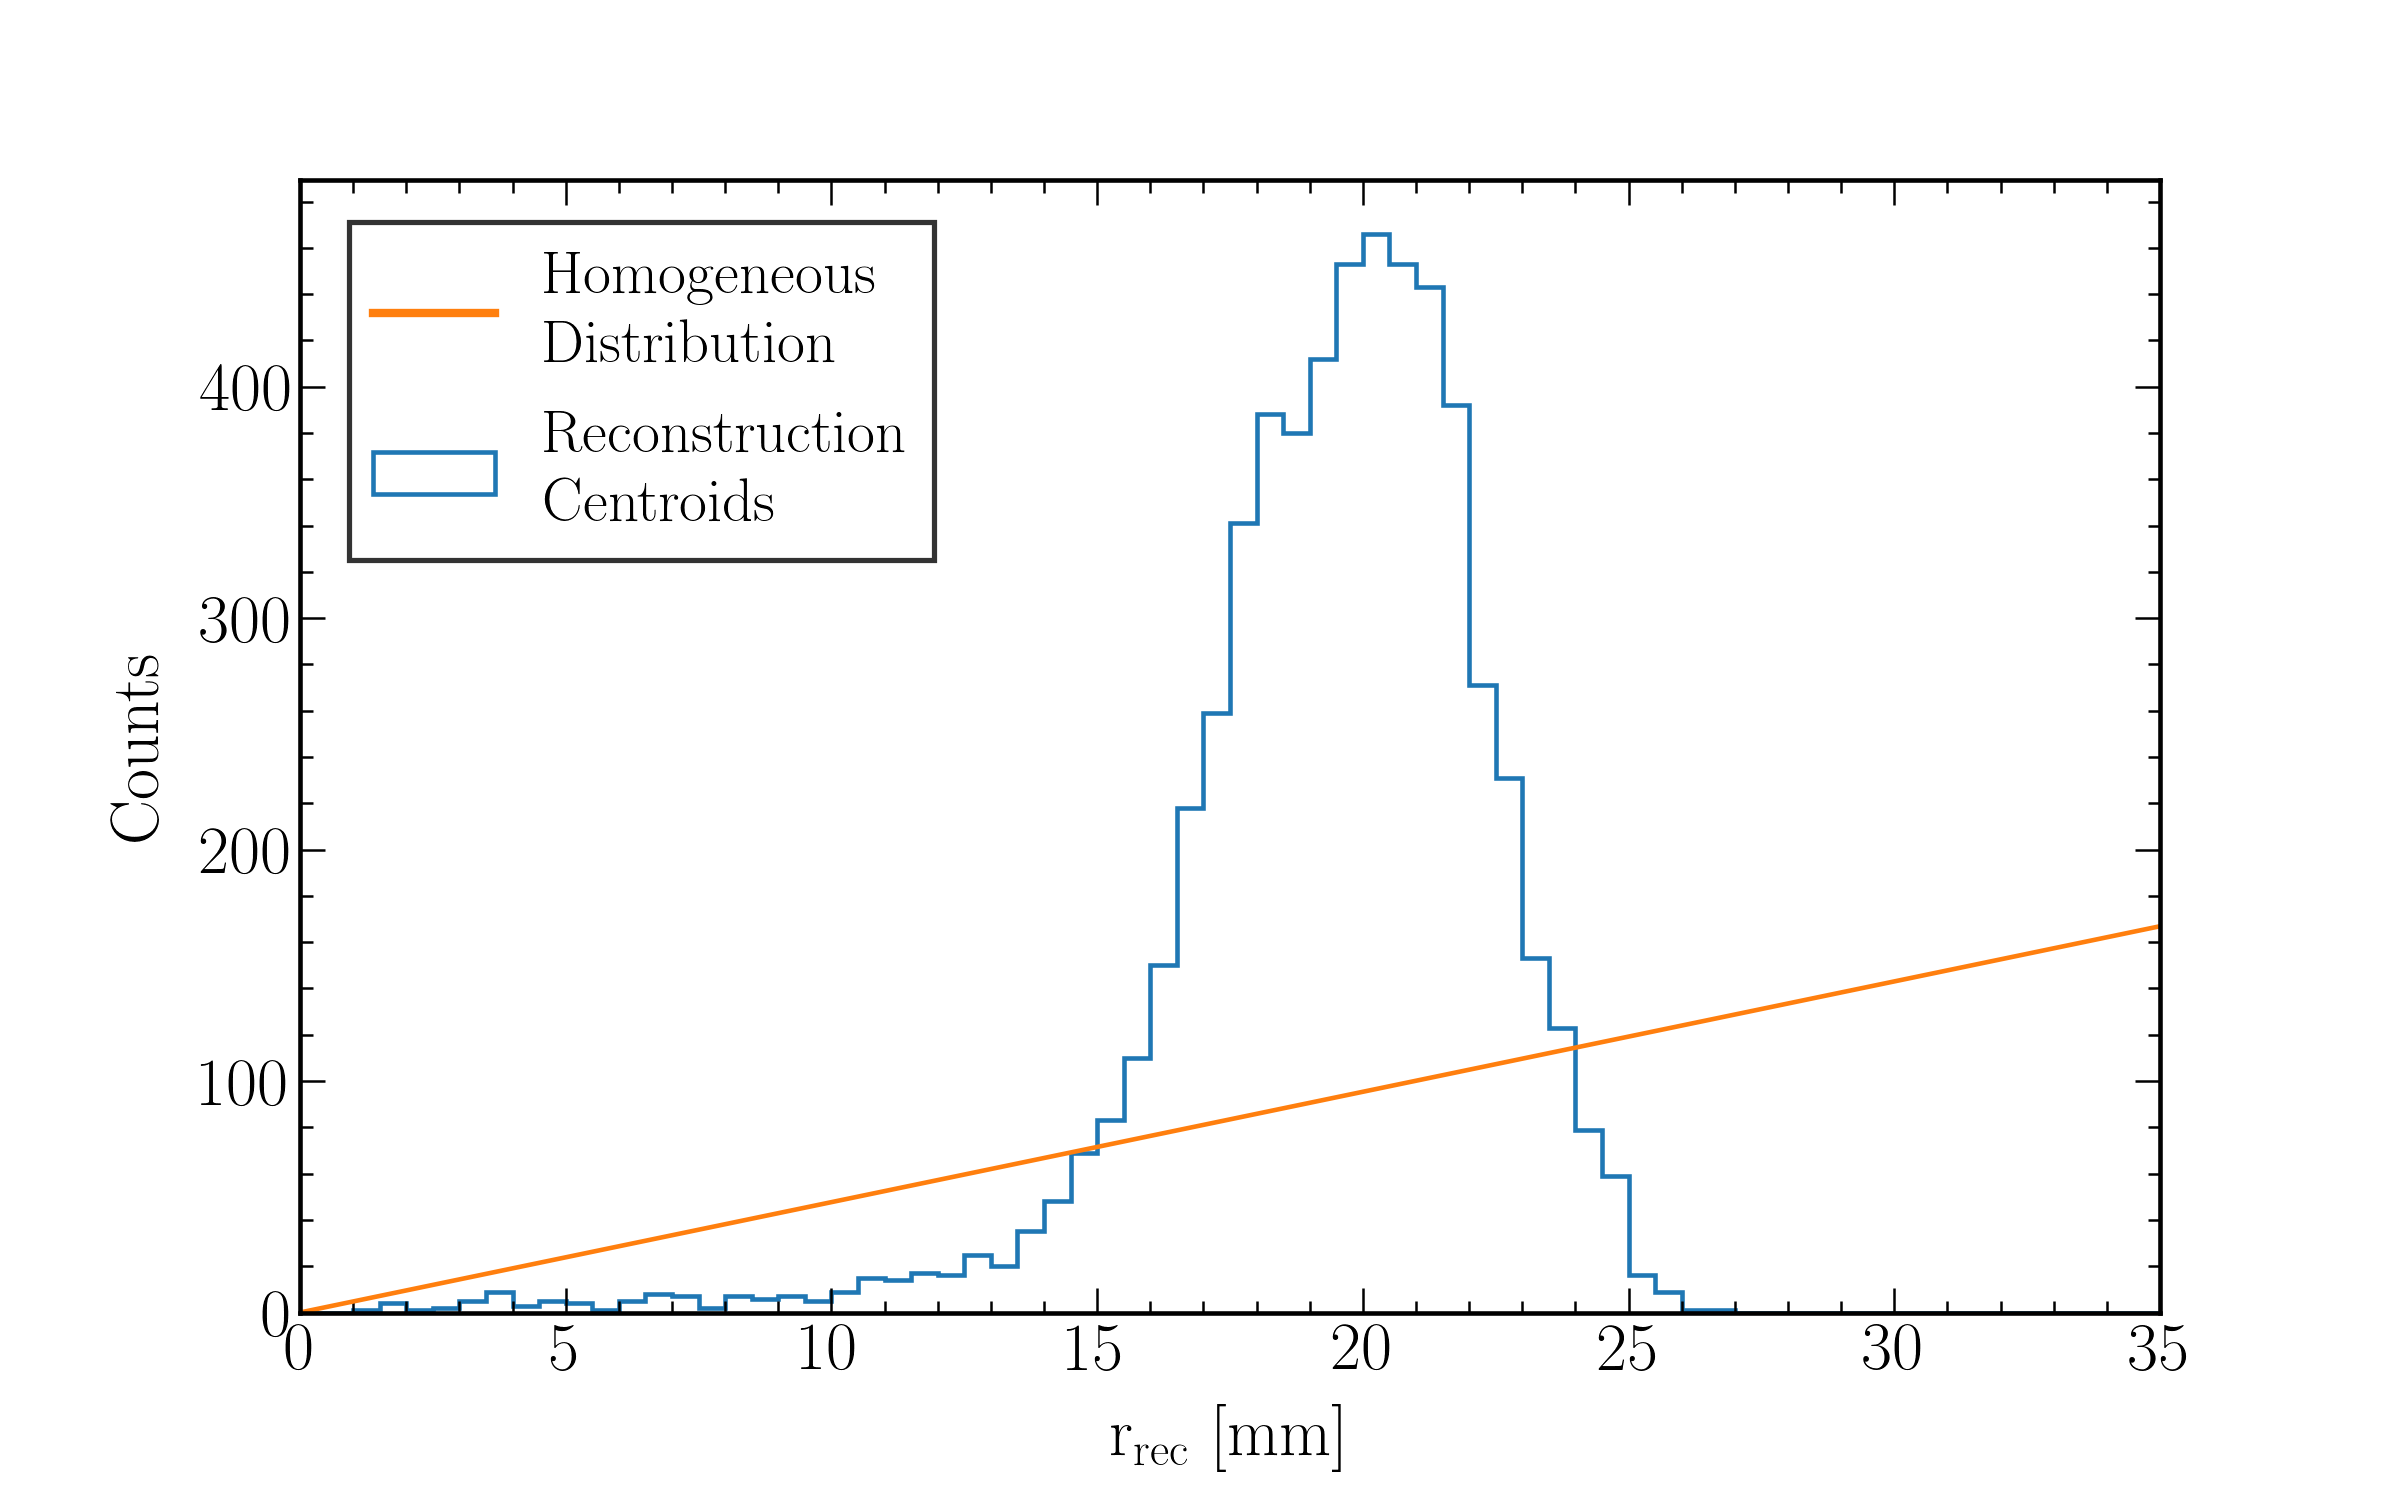 Homogeneous
Distribution
Reconstruction
Centroids
Counts
400
300
200
100
0
0 5 10 15 20 25 30 35
r_rec [mm]